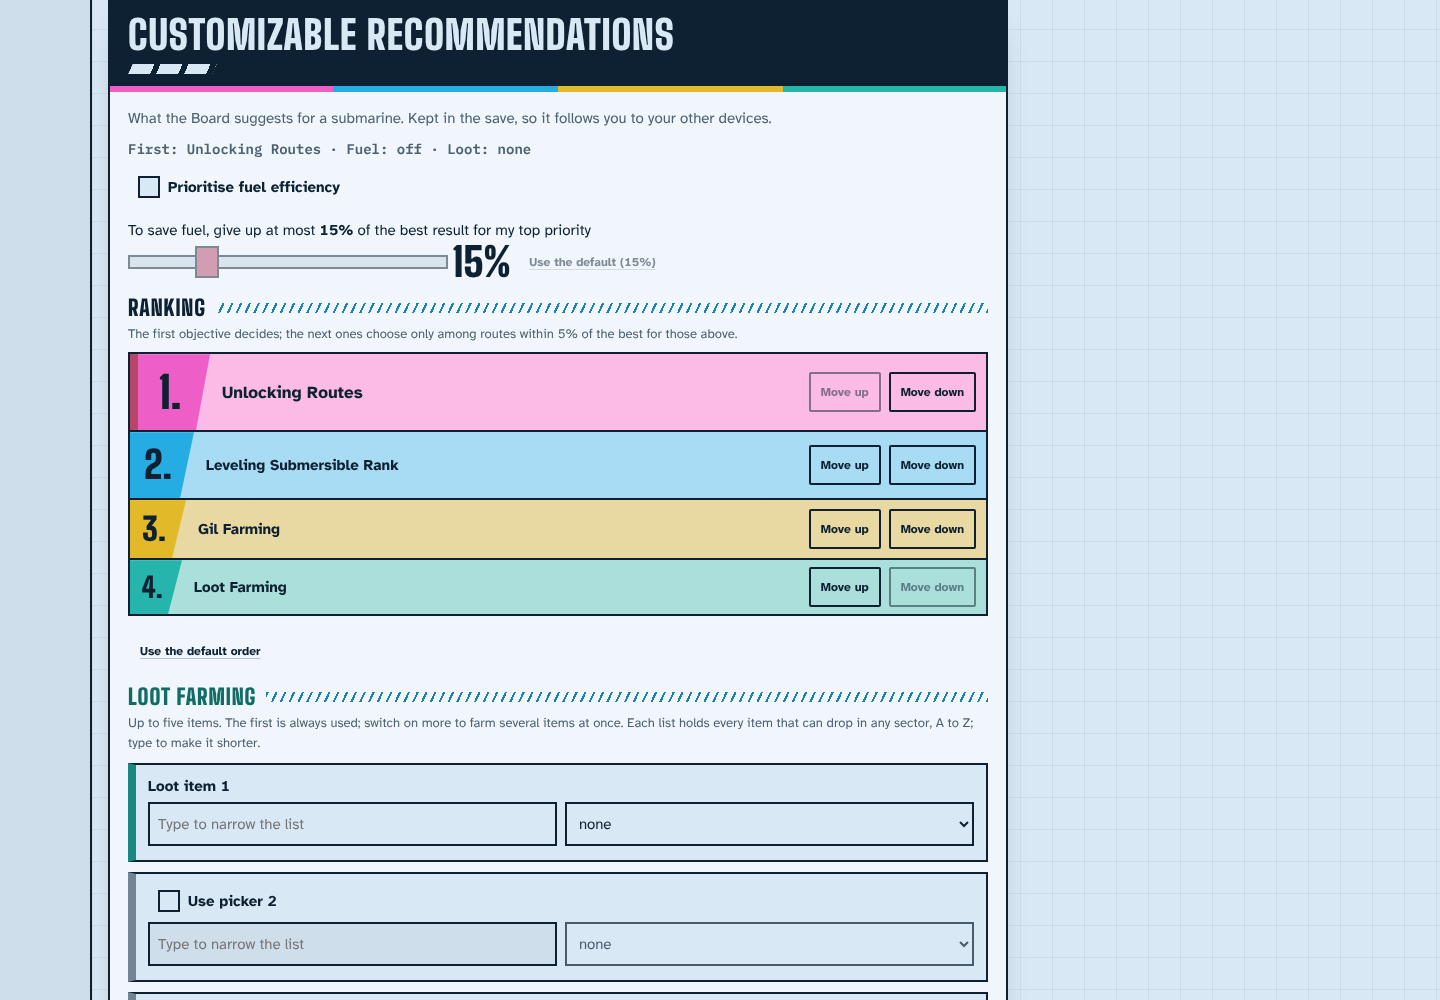 CUSTOMIZABLE RECOMMENDATIONS
What the Board suggests for a submarine. Kept in the save, so it follows you to your other devices.
First: Unlocking Routes · Fuel: off · Loot: none
Prioritise fuel efficiency
To save fuel, give up at most 15% of the best result for my top priority
15% Use the default (15%)
RANKING
The first objective decides; the next ones choose only among routes within 5% of the best for those above.
1. Unlocking Routes Move up Move down
2. Leveling Submersible Rank Move up Move down
3. Gil Farming Move up Move down
4. Loot Farming Move up Move down
Use the default order
LOOT FARMING
Up to five items. The first is always used; switch on more to farm several items at once. Each list holds every item that can drop in any sector, A to Z;
type to make it shorter.
Loot item 1
Type to narrow the list none
Use picker 2
Type to narrow the list none